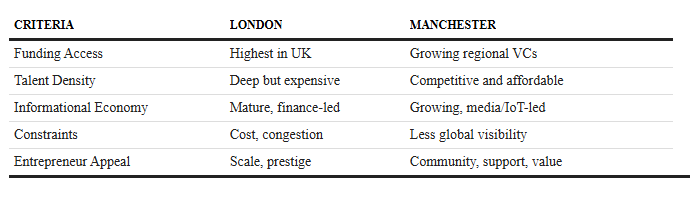 CRITERIA LONDON MANCHESTER
Funding Access Highest in UK Growing regional VCs
Talent Density Deep but expensive Competitive and affordable
Informational Economy Mature, finance-led Growing, media/IoT-led
Constraints Cost, congestion Less global visibility
Entrepreneur Appeal Scale, prestige Community, support, value